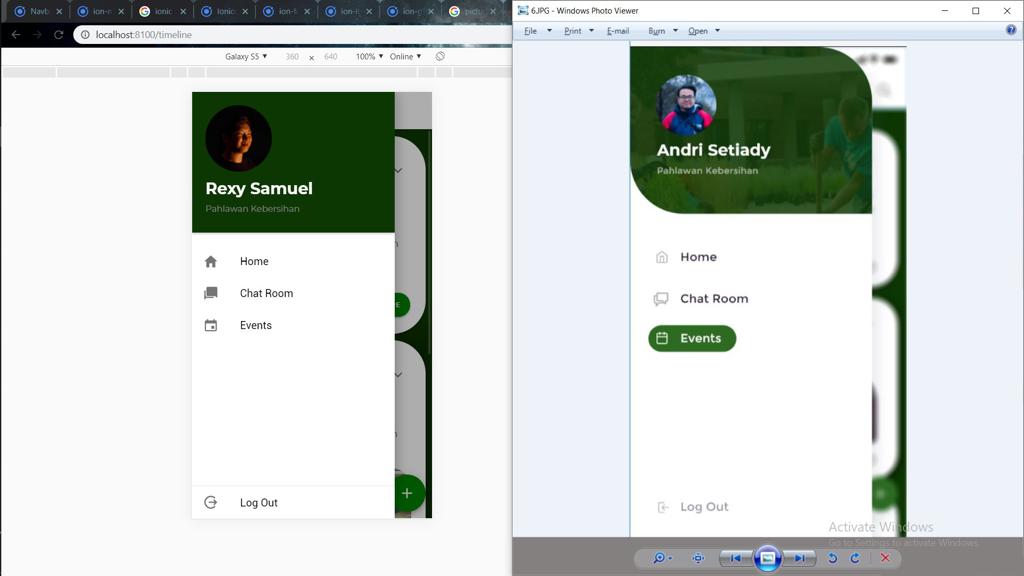 Navb
ion-r
ionic
Ionic
ion-l
ion-i
ion-g
pictu
localhost:8100/timeline
Galaxy S5
360 x 640
100%
Online
Rexy Samuel
Pahlawan Kebersihan
Home
Chat Room
Events
Log Out
6.JPG - Windows Photo Viewer
File
Print
E-mail
Burn
Open
Andri Setiady
Pahlawan Kebersihan
Home
Chat Room
Events
Log Out
Activate Windows
Go to Settings to activate Windows.